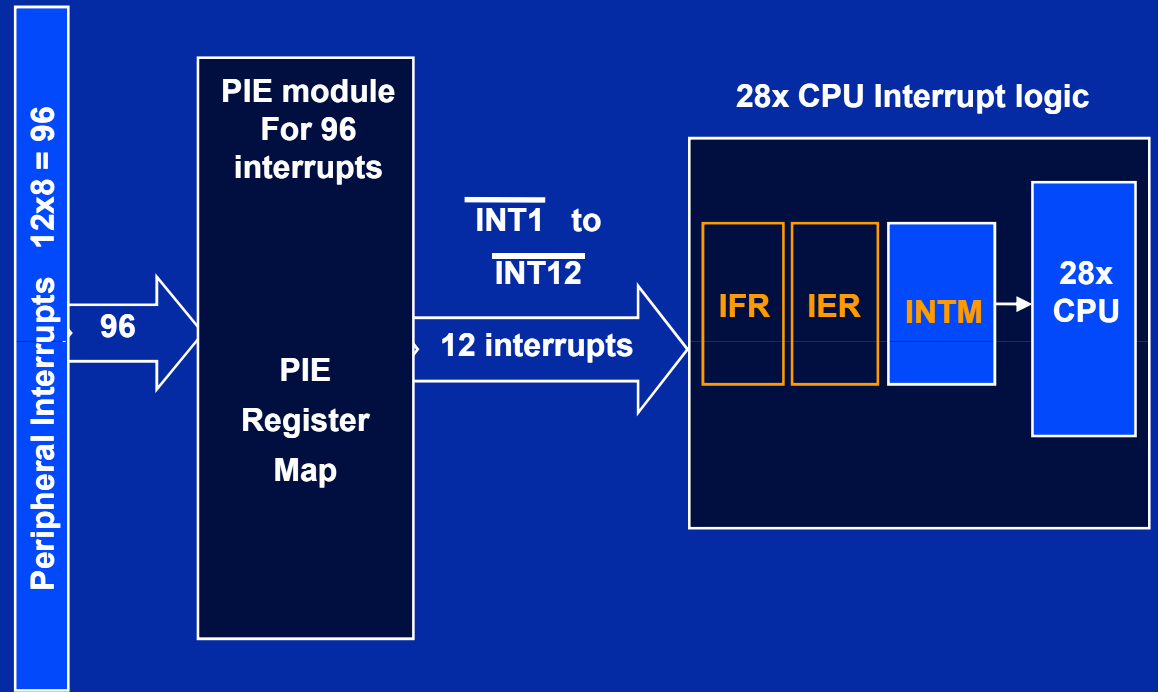 Peripheral Interrupts 12x8 = 96
96
PIE module
For 96
interrupts
PIE
Register
Map
INT1 to
INT12
12 interrupts
28x CPU Interrupt logic
IFR
IER
INTM
28x
CPU